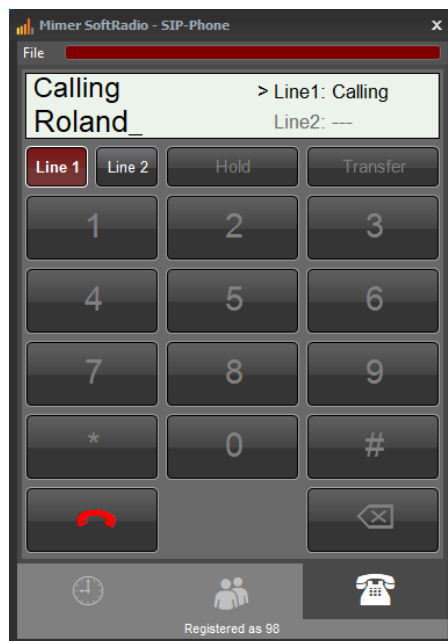 Mimer SoftRadio - SIP-Phone x
File
Calling > Line1: Calling
Roland_ Line2: ---
Line 1 Line 2 Hold Transfer
1 2 3
4 5 6
7 8 9
* 0 #
Registered as 98